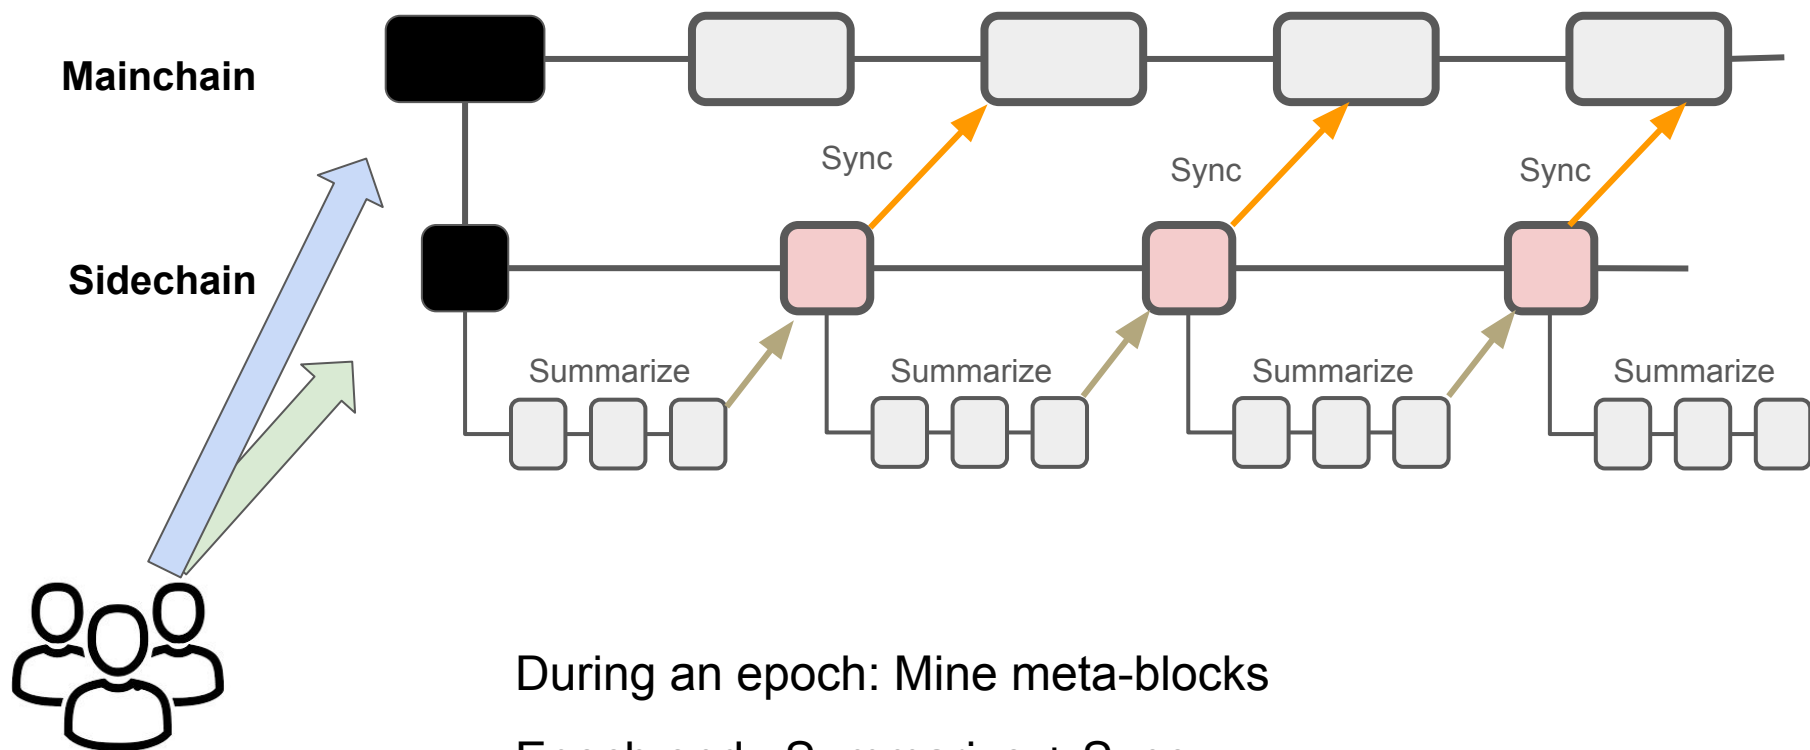 Mainchain
Sync
Sync
Sync
Sidechain
Summarize
Summarize
Summarize
Summarize
During an epoch: Mine meta-blocks